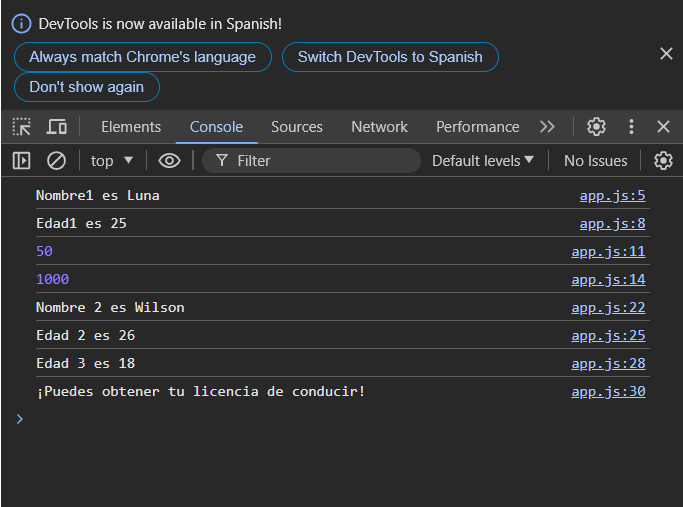 DevTools is now available in Spanish!
Always match Chrome's language Switch DevTools to Spanish
Don't show again
Elements Console Sources Network Performance
top Filter Default levels No Issues
Nombre1 es Luna app.js:5
Edad1 es 25 app.js:8
50 app.js:11
1000 app.js:14
Nombre 2 es Wilson app.js:22
Edad 2 es 26 app.js:25
Edad 3 es 18 app.js:28
¡Puedes obtener tu licencia de conducir! app.js:30